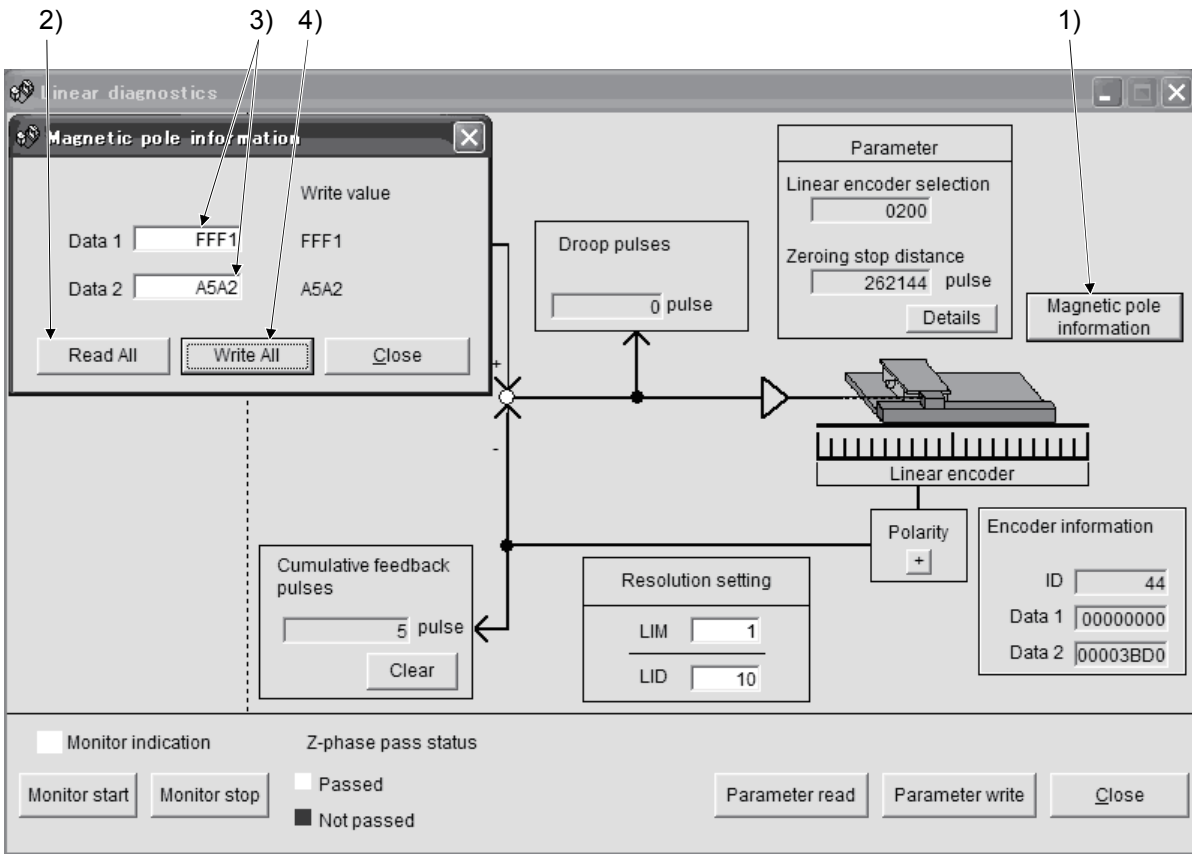 2) 3) 4) 1)
Linear diagnostics
Magnetic pole information
Write value
Data 1 FFF1 FFF1
Data 2 A5A2 A5A2
Read All Write All Close
Parameter
Linear encoder selection
0200
Zeroing stop distance
262144 pulse
Details
Magnetic pole
information
Droop pulses
0 pulse
+
-
Linear encoder
Polarity
+
Encoder information
ID 44
Data 1 00000000
Data 2 00003BD0
Cumulative feedback
pulses
5 pulse
Clear
Resolution setting
LIM 1
LID 10
Monitor indication
Z-phase pass status
Passed
Not passed
Monitor start Monitor stop
Parameter read Parameter write Close